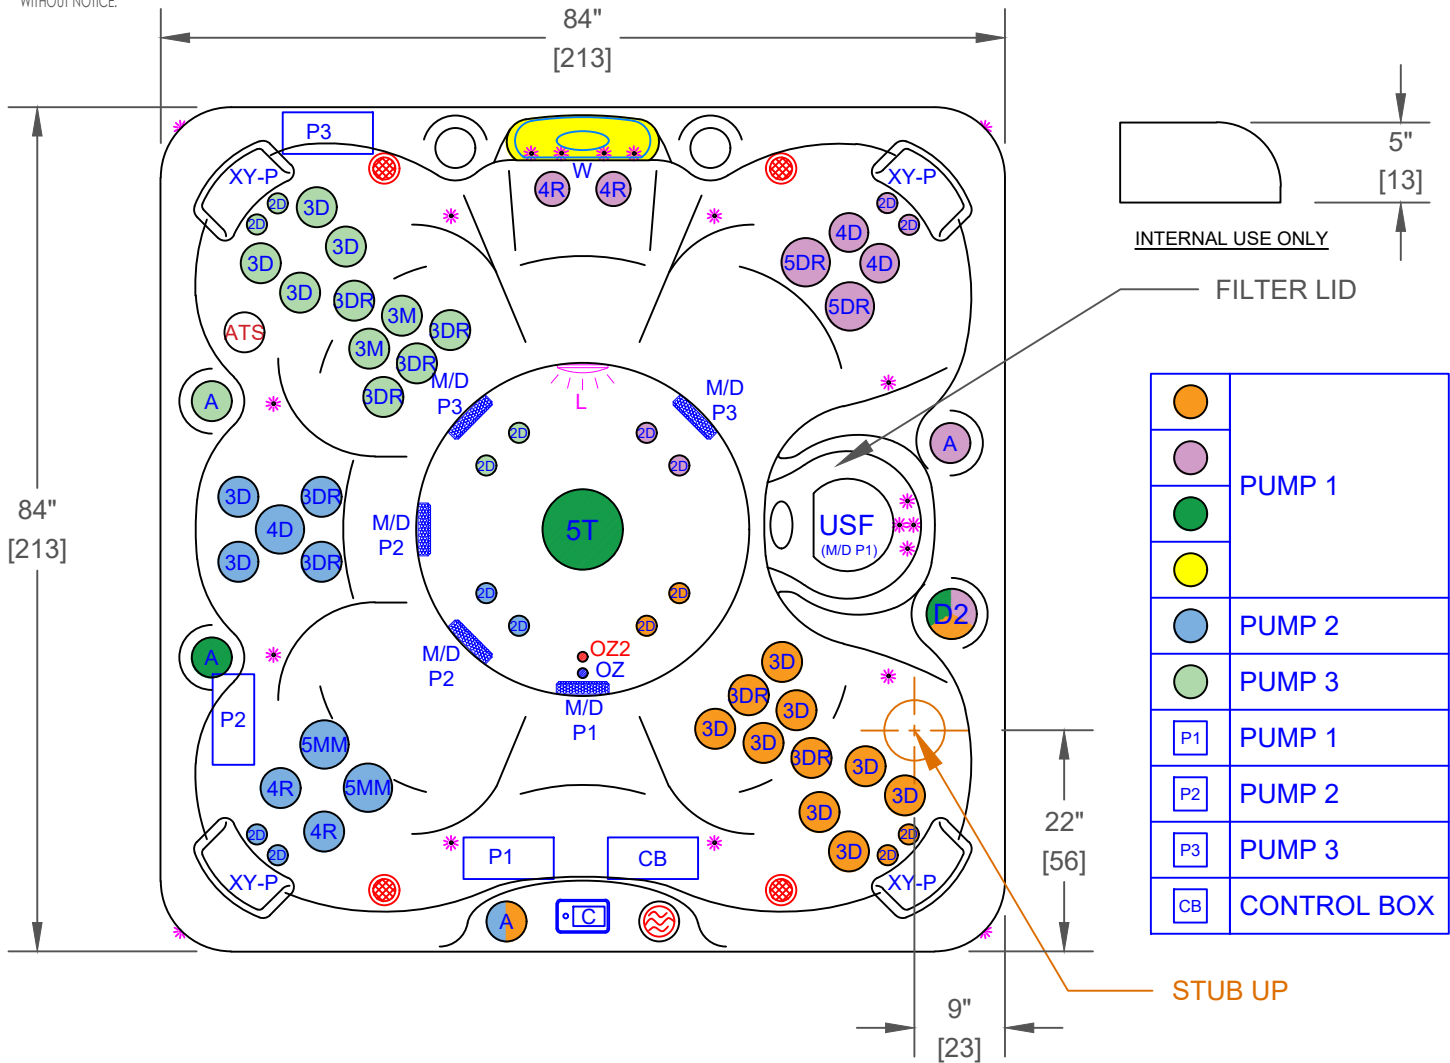 WITHOUT NOTICE.
84"
[213]
P3
XY-P
W
XY-P
5"
[13]
INTERNAL USE ONLY
4R
4R
2D
2D
3D
3D
3D
3D
2D
2D
4D
4D
5DR
5DR
FILTER LID
ATS
3DR
3M
3DR
3M
3DR
3DR
M/D
P3
L
M/D
P3
A
A
2D
2D
2D
2D
84"
[213]
3D
3DR
4D
3D
3DR
M/D
P2
5T
USF
(M/D P1)
PUMP 1
2D
2D
2D
2D
D2
PUMP 2
A
M/D
P2
OZ2
OZ
M/D
P1
PUMP 3
P2
3D
3DR
3D
3D
3D
3DR
3D
3D
3D
3D
2D
2D
P1
PUMP 1
5MM
5MM
4R
4R
2D
2D
P2
PUMP 2
22"
[56]
P1
CB
P3
PUMP 3
XY-P
XY-P
CB
CONTROL BOX
A
C
STUB UP
9"
[23]